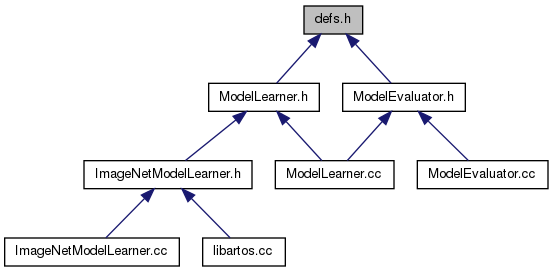 defs.h
ModelLearner.h
ModelEvaluator.h
ImageNetModelLearner.h
ModelLearner.cc
ModelEvaluator.cc
ImageNetModelLearner.cc
libartos.cc